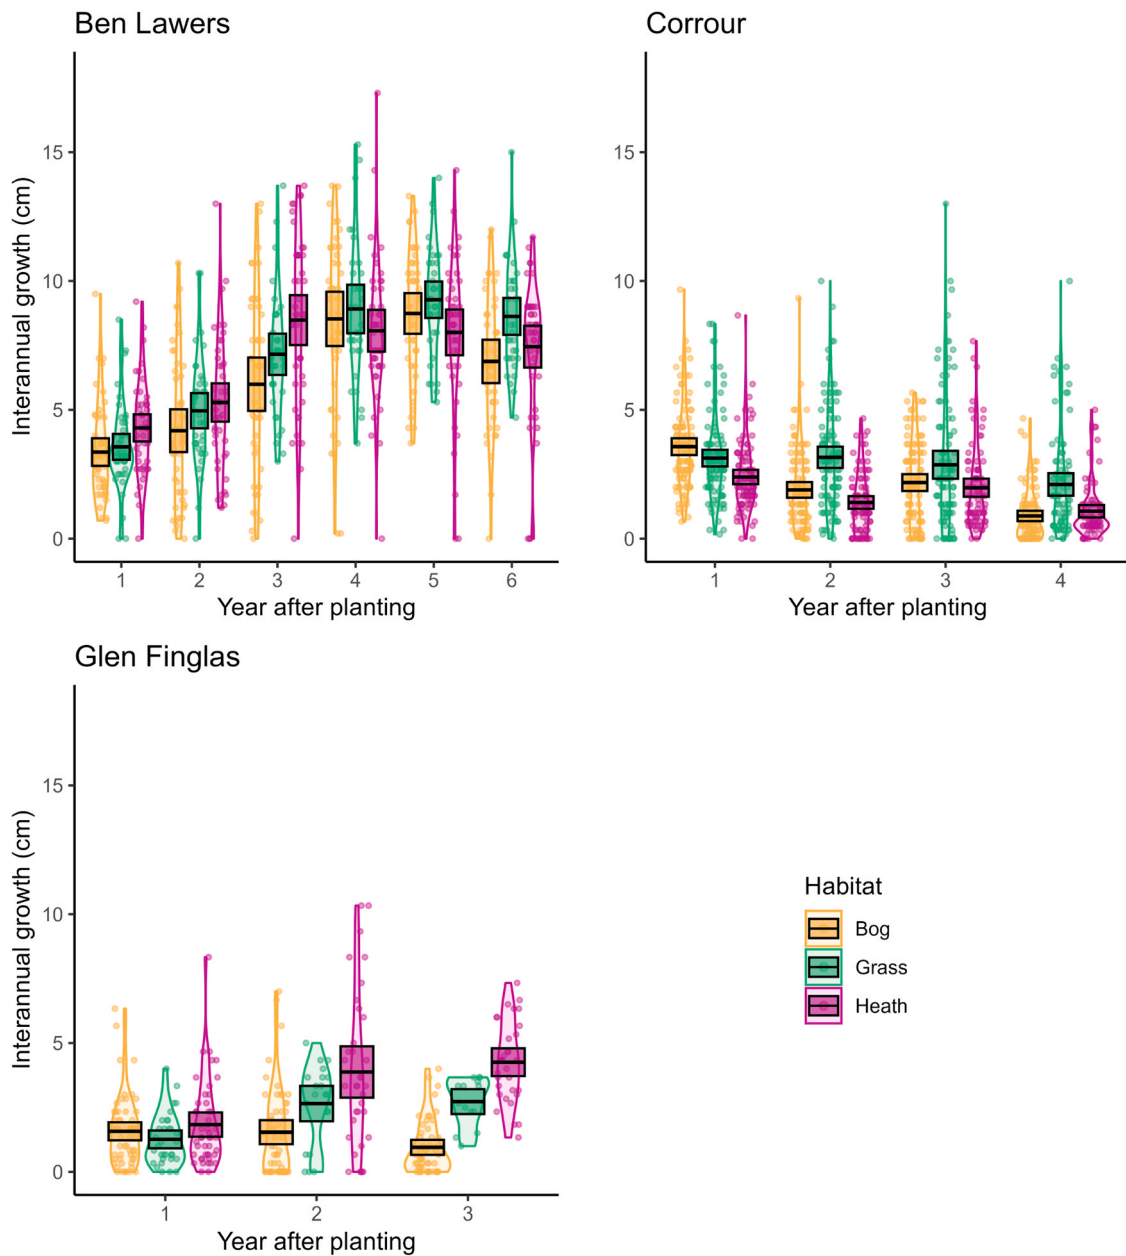 Ben Lawers
Interannual growth (cm)
15
10
5
0
1 2 3 4 5 6
Year after planting
Corrour
15
10
5
0
1 2 3 4
Year after planting
Glen Finglas
Interannual growth (cm)
15
10
5
0
1 2 3
Year after planting
Habitat
Bog
Grass
Heath